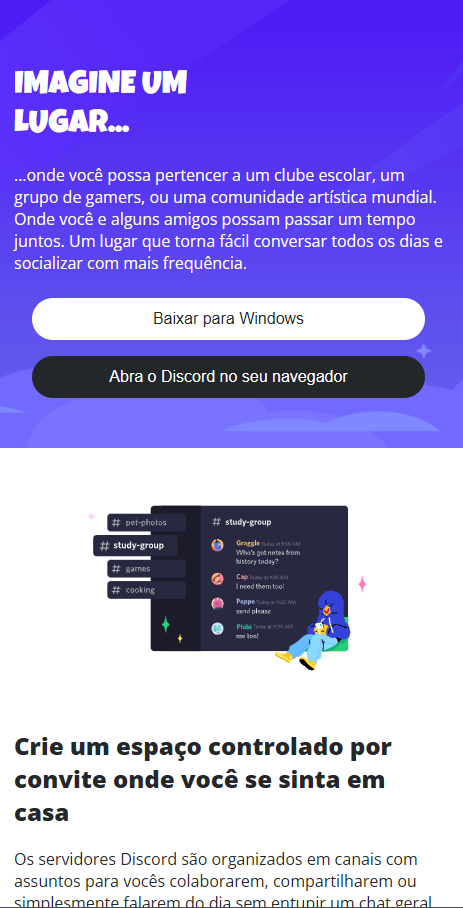 IMAGINE UM
LUGAR...
...onde você possa pertencer a um clube escolar, um
grupo de gamers, ou uma comunidade artística mundial.
Onde você e alguns amigos possam passar um tempo
juntos. Um lugar que torna fácil conversar todos os dias e
socializar com mais frequência.
Baixar para Windows
Abra o Discord no seu navegador
# pet-photos
# study-group
# games
# cooking
# study-group
Graggle Today at 9:18 AM
Who's got notes from
history today?
Cap Today at 9:18 AM
I need them too!
Peppe Today at 9:22 AM
send please
Phibi Today at 9:30 AM
me too!
Crie um espaço controlado por
convite onde você se sinta em
casa
Os servidores Discord são organizados em canais com
assuntos para vocês colaborarem, compartilharem ou
simplesmente falarem do dia sem entupir um chat geral